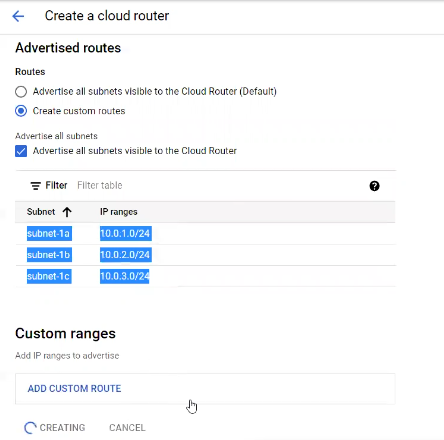 Create a cloud router
Advertised routes
Routes
Advertise all subnets visible to the Cloud Router (Default)
Create custom routes
Advertise all subnets
Advertise all subnets visible to the Cloud Router
Filter Filter table
Subnet IP ranges
subnet-1a 10.0.1.0/24
subnet-1b 10.0.2.0/24
subnet-1c 10.0.3.0/24
Custom ranges
Add IP ranges to advertise
ADD CUSTOM ROUTE
CREATING CANCEL